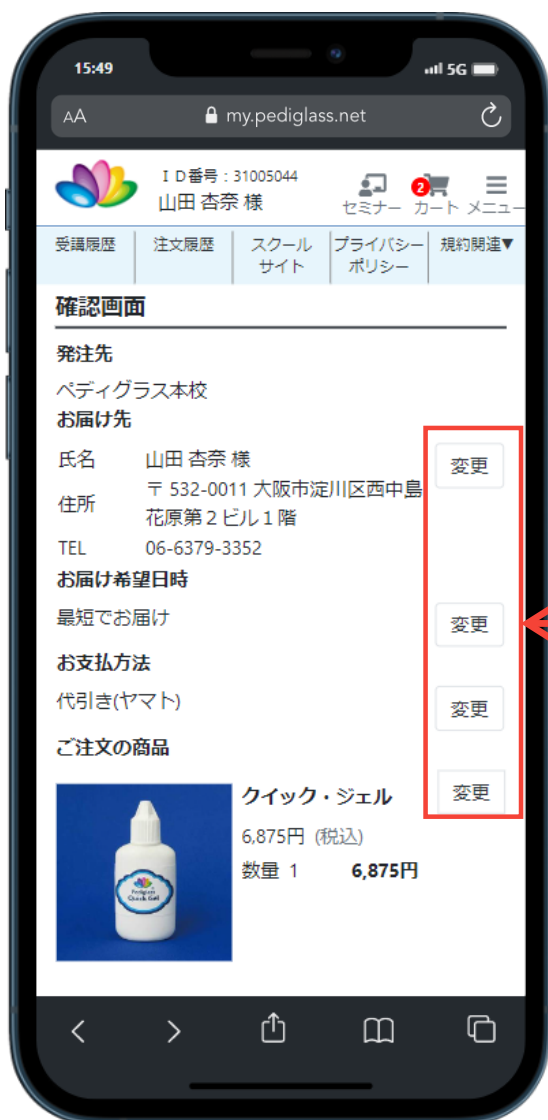 15:49
5G
AA
my.pediglass.net
ID番号:31005044
山田 杏奈 様
セミナー
2
カート
メニュー
受講履歴
注文履歴
スクール
サイト
プライバシー
ポリシー
規約関連▼
確認画面
発注先
ペディグラス本校
お届け先
氏名 山田 杏奈 様
変更
住所 〒 532-0011 大阪市淀川区西中島
花原第2ビル1階
TEL 06-6379-3352
お届け希望日時
最短でお届け
変更
お支払方法
代引き(ヤマト)
変更
ご注文の商品
変更
クイック・ジェル
6,875円 (税込)
数量 1 6,875円
Pediglass
Quick Gel